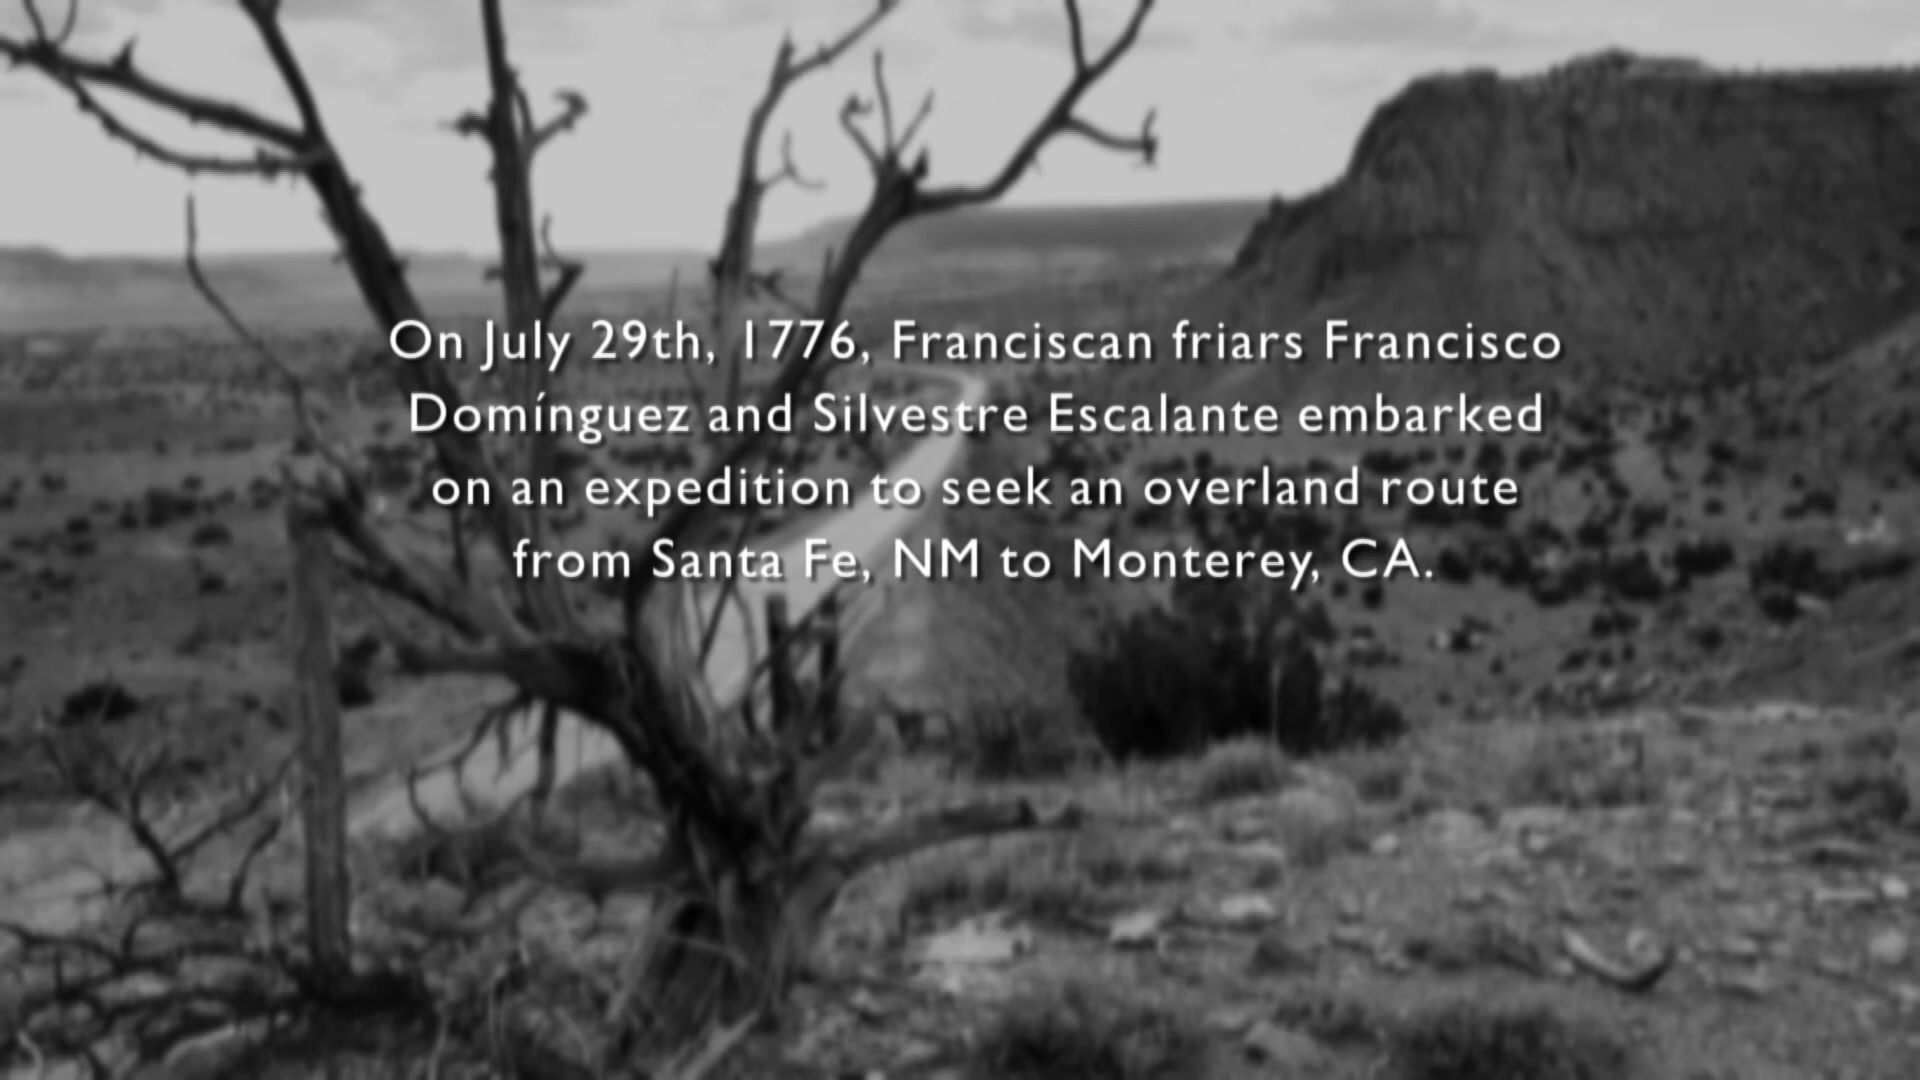 On July 29th, 1776, Franciscan friars Francisco
Domínguez and Silvestre Escalante embarked
on an expedition to seek an overland route
from Santa Fe, NM to Monterey, CA.